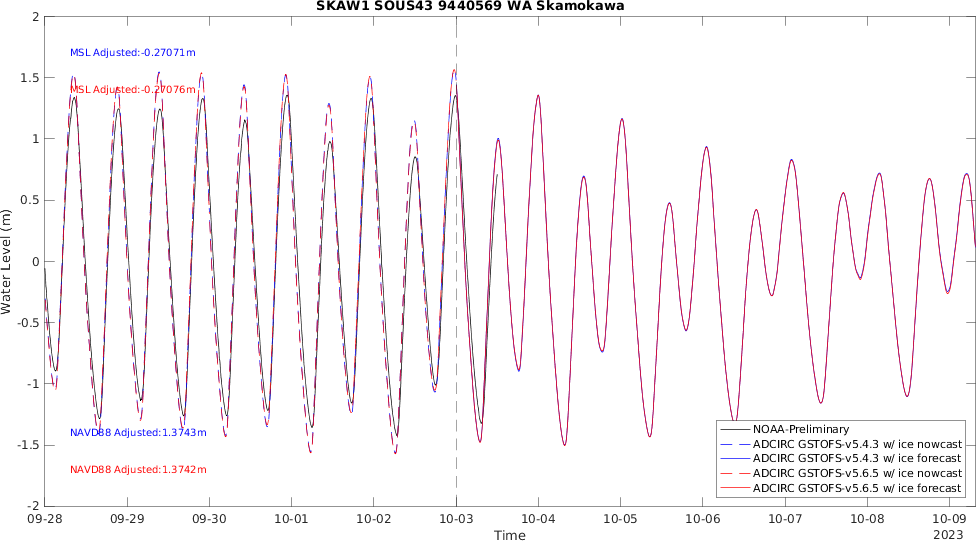 SKAW1 SOUS43 9440569 WA Skamokawa
2
1.5
1
0.5
0
-0.5
-1
-1.5
-2
Water Level (m)
MSL Adjusted:-0.27071m
MSL Adjusted:-0.27076m
NAVD88 Adjusted:1.3743m
NAVD88 Adjusted:1.3742m
NOAA-Preliminary
ADCIRC GSTOFS-v5.4.3 w/ ice nowcast
ADCIRC GSTOFS-v5.4.3 w/ ice forecast
ADCIRC GSTOFS-v5.6.5 w/ ice nowcast
ADCIRC GSTOFS-v5.6.5 w/ ice forecast
09-28 09-29 09-30 10-01 10-02 10-03 10-04 10-05 10-06 10-07 10-08 10-09
2023
Time